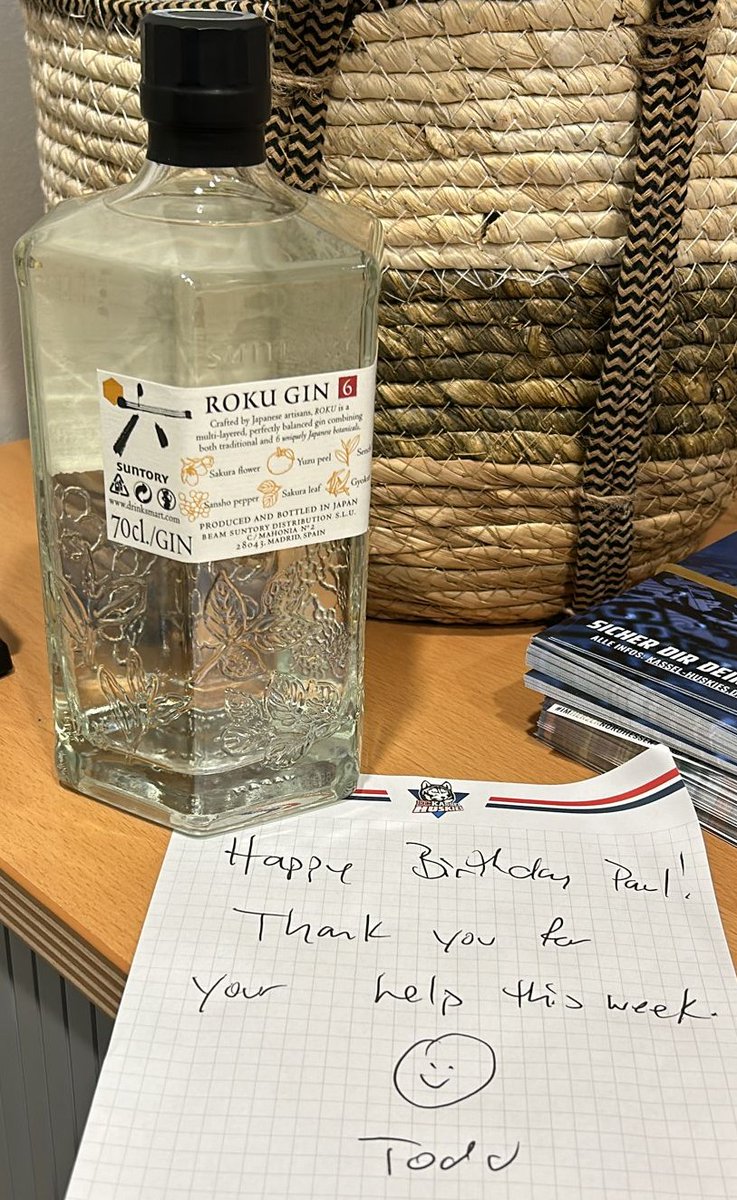 ROKU GIN 6
Crafted by Japanese artisans, ROKU is a
multi-layered, perfectly balanced gin combining
both traditional and 6 uniquely Japanese botanicals.
Sakura flower Yuzu peel
Sansho pepper Sakura leaf
SUNTORY
www.drinksmart.com
70cl./GIN
PRODUCED AND BOTTLED IN JAPAN
BEAM SUNTORY DISTRIBUTION S.L.U.
C/ MAHONIA Nº2
28043, MADRID, SPAIN
SICHER DIR
ALLE INFOS: KASSEL-HUSKIES.D
KASSEL
HUSKIES
Happy Birthday Paul!
Thank you for
your help this week.
Todd